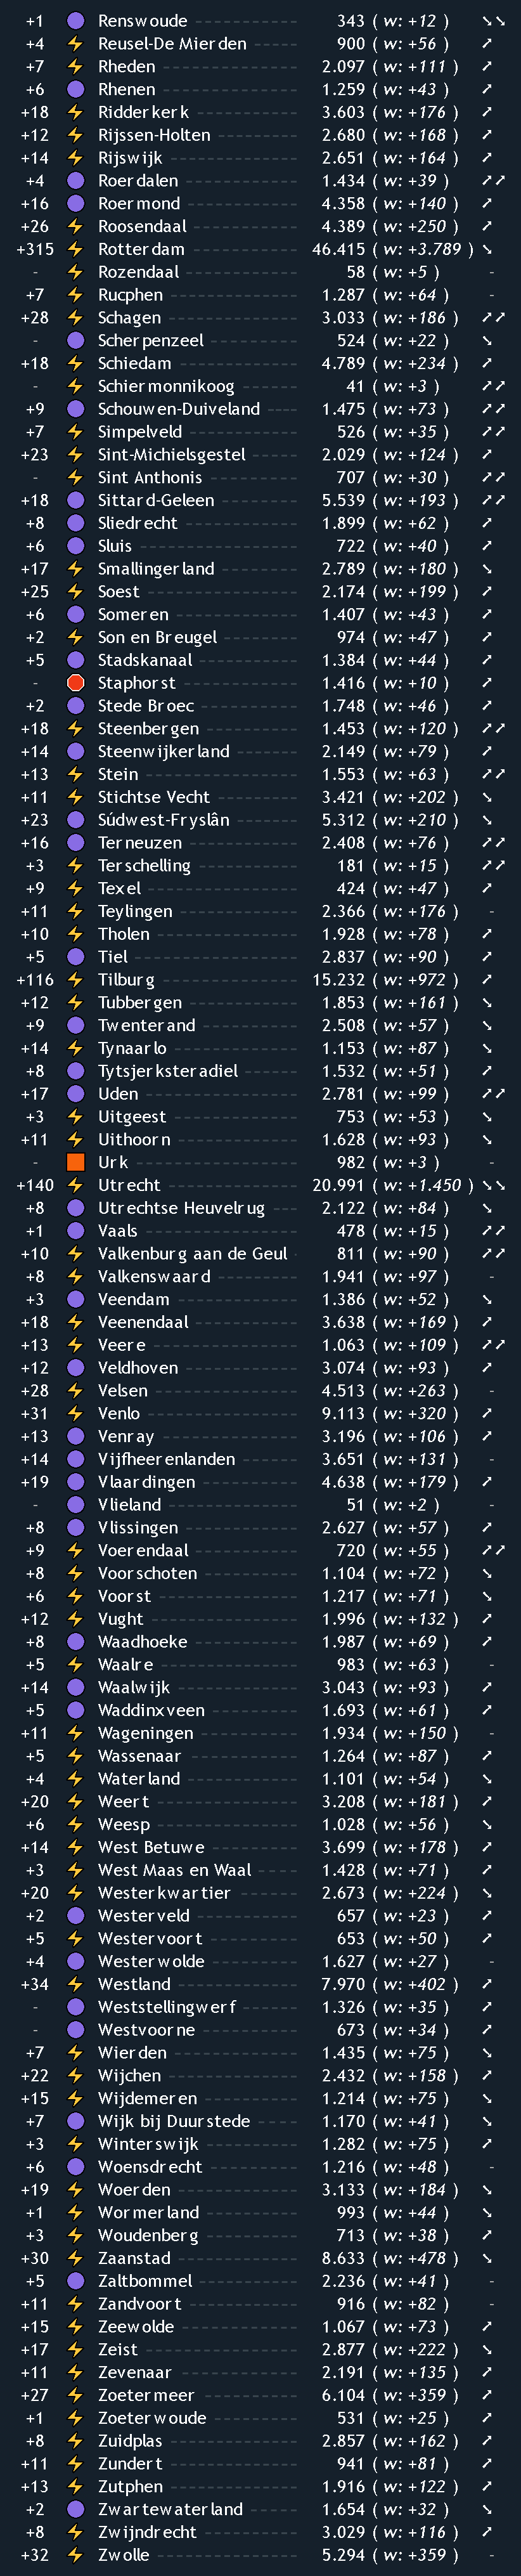 +1 Renswoude 343 ( w: +12 )
+4 Reusel-De Mierden 900 ( w: +56 )
+7 Rheden 2.097 ( w: +111 )
+6 Rhenen 1.259 ( w: +43 )
+18 Ridderkerk 3.603 ( w: +176 )
+12 Rijssen-Holten 2.680 ( w: +168 )
+14 Rijswijk 2.651 ( w: +164 )
+4 Roerdalen 1.434 ( w: +39 )
+16 Roermond 4.358 ( w: +140 )
+26 Roosendaal 4.389 ( w: +250 )
+315 Rotterdam 46.415 ( w: +3.789 )
- Rozendaal 58 ( w: +5 ) -
+7 Rucphen 1.287 ( w: +64 ) -
+28 Schagen 3.033 ( w: +186 )
- Scherpenzeel 524 ( w: +22 )
+18 Schiedam 4.789 ( w: +234 )
- Schiermonnikoog 41 ( w: +3 )
+9 Schouwen-Duiveland 1.475 ( w: +73 )
+7 Simpelveld 526 ( w: +35 )
+23 Sint-Michielsgestel 2.029 ( w: +124 )
- Sint Anthonis 707 ( w: +30 )
+18 Sittard-Geleen 5.539 ( w: +193 )
+8 Sliedrecht 1.899 ( w: +62 )
+6 Sluis 722 ( w: +40 )
+17 Smallingerland 2.789 ( w: +180 )
+25 Soest 2.174 ( w: +199 )
+6 Someren 1.407 ( w: +43 )
+2 Son en Breugel 974 ( w: +47 )
+5 Stadskanaal 1.384 ( w: +44 )
- Staphorst 1.416 ( w: +10 )
+2 Stede Broec 1.748 ( w: +46 )
+18 Steenbergen 1.453 ( w: +120 )
+14 Steenwijkerland 2.149 ( w: +79 )
+13 Stein 1.553 ( w: +63 )
+11 Stichtse Vecht 3.421 ( w: +202 )
+23 Súdwest-Fryslân 5.312 ( w: +210 )
+16 Terneuzen 2.408 ( w: +76 )
+3 Terschelling 181 ( w: +15 )
+9 Texel 424 ( w: +47 )
+11 Teylingen 2.366 ( w: +176 ) -
+10 Tholen 1.928 ( w: +78 )
+5 Tiel 2.837 ( w: +90 )
+116 Tilburg 15.232 ( w: +972 )
+12 Tubbergen 1.853 ( w: +161 )
+9 Twenterand 2.508 ( w: +57 )
+14 Tynaarlo 1.153 ( w: +87 )
+8 Tytsjerksteradiel 1.532 ( w: +51 )
+17 Uden 2.781 ( w: +99 )
+3 Uitgeest 753 ( w: +53 )
+11 Uithoorn 1.628 ( w: +93 )
- Urk 982 ( w: +3 ) -
+140 Utrecht 20.991 ( w: +1.450 )
+8 Utrechtse Heuvelrug 2.122 ( w: +84 )
+1 Vaals 478 ( w: +15 )
+10 Valkenburg aan de Geul 811 ( w: +90 )
+8 Valkenswaard 1.941 ( w: +97 ) -
+3 Veendam 1.386 ( w: +52 )
+18 Veenendaal 3.638 ( w: +169 )
+13 Veere 1.063 ( w: +109 )
+12 Veldhoven 3.074 ( w: +93 )
+28 Velsen 4.513 ( w: +263 ) -
+31 Venlo 9.113 ( w: +320 )
+13 Venray 3.196 ( w: +106 )
+14 Vijfheerenlanden 3.651 ( w: +131 ) -
+19 Vlaardingen 4.638 ( w: +179 )
- Vlieland 51 ( w: +2 ) -
+8 Vlissingen 2.627 ( w: +57 )
+9 Voerendaal 720 ( w: +55 )
+8 Voorschoten 1.104 ( w: +72 )
+6 Voorst 1.217 ( w: +71 )
+12 Vught 1.996 ( w: +132 )
+8 Waadhoeke 1.987 ( w: +69 )
+5 Waalre 983 ( w: +63 ) -
+14 Waalwijk 3.043 ( w: +93 )
+5 Waddinxveen 1.693 ( w: +61 )
+11 Wageningen 1.934 ( w: +150 ) -
+5 Wassenaar 1.264 ( w: +87 )
+4 Waterland 1.101 ( w: +54 )
+20 Weert 3.208 ( w: +181 )
+6 Weesp 1.028 ( w: +56 )
+14 West Betuwe 3.699 ( w: +178 )
+3 West Maas en Waal 1.428 ( w: +71 )
+20 Westerkwartier 2.673 ( w: +224 )
+2 Westerveld 657 ( w: +23 )
+5 Westervoort 653 ( w: +50 )
+4 Westerwolde 1.627 ( w: +27 ) -
+34 Westland 7.970 ( w: +402 )
- Weststellingwerf 1.326 ( w: +35 )
- Westvoorne 673 ( w: +34 )
+7 Wierden 1.435 ( w: +75 )
+22 Wijchen 2.432 ( w: +158 )
+15 Wijdemeren 1.214 ( w: +75 )
+7 Wijk bij Duurstede 1.170 ( w: +41 )
+3 Winterswijk 1.282 ( w: +75 )
+6 Woensdrecht 1.216 ( w: +48 ) -
+19 Woerden 3.133 ( w: +184 )
+1 Wormerland 993 ( w: +44 )
+3 Woudenberg 713 ( w: +38 )
+30 Zaanstad 8.633 ( w: +478 )
+5 Zaltbommel 2.236 ( w: +41 ) -
+11 Zandvoort 916 ( w: +82 ) -
+15 Zeewolde 1.067 ( w: +73 )
+17 Zeist 2.877 ( w: +222 )
+11 Zevenaar 2.191 ( w: +135 )
+27 Zoetermeer 6.104 ( w: +359 )
+1 Zoeterwoude 531 ( w: +25 )
+8 Zuidplas 2.857 ( w: +162 )
+11 Zundert 941 ( w: +81 )
+13 Zutphen 1.916 ( w: +122 )
+2 Zwartewaterland 1.654 ( w: +32 )
+8 Zwijndrecht 3.029 ( w: +116 )
+32 Zwolle 5.294 ( w: +359 ) -